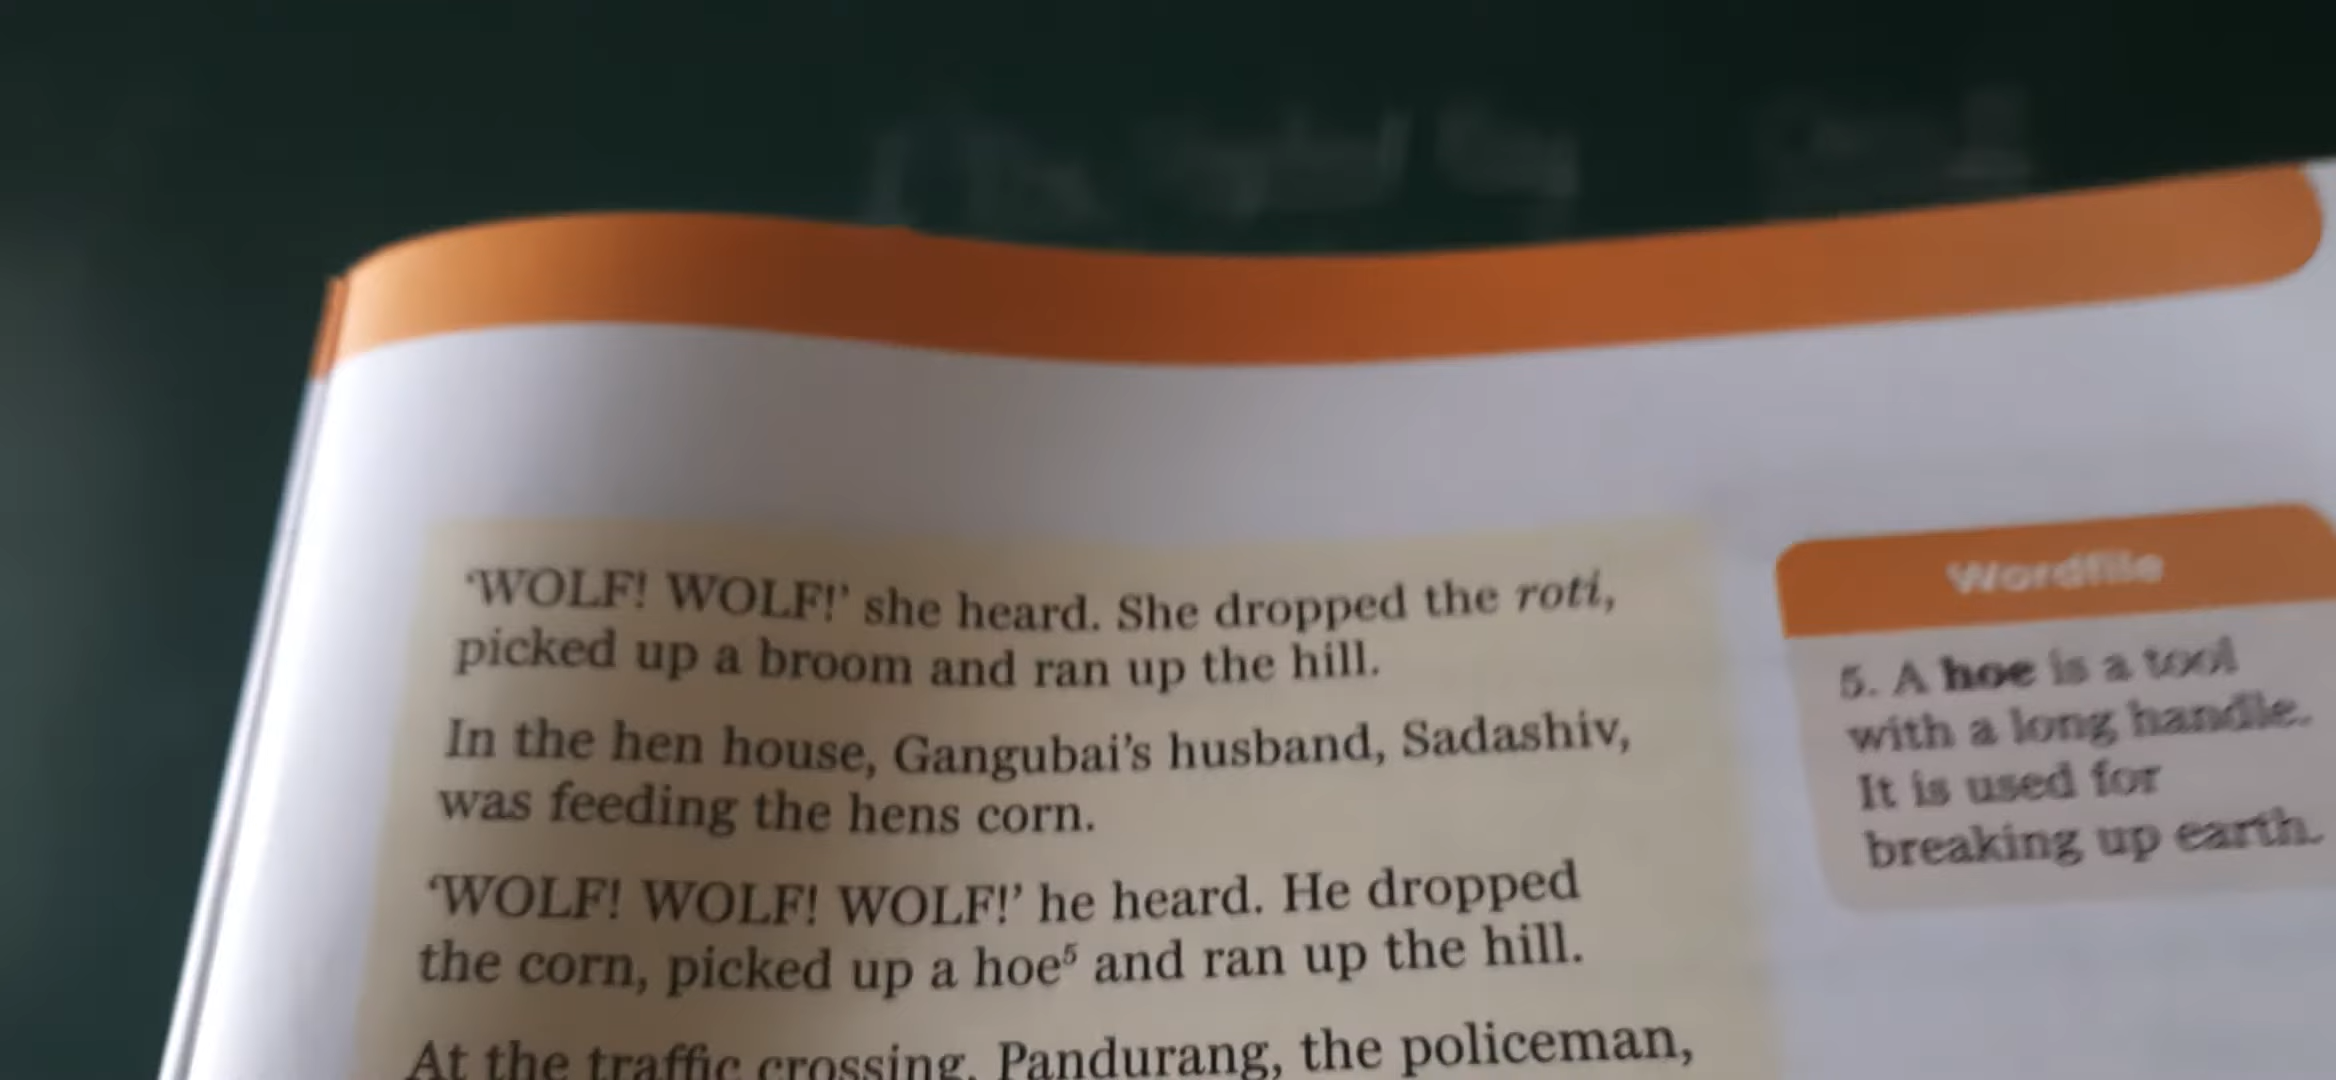 ‘WOLF! WOLF!’ she heard. She dropped the roti,
picked up a broom and ran up the hill.
In the hen house, Gangubai’s husband, Sadashiv,
was feeding the hens corn.
‘WOLF! WOLF! WOLF!’ he heard. He dropped
the corn, picked up a hoe⁵ and ran up the hill.
At the traffic crossing, Pandurang, the policeman,
Wordfile
5. A hoe is a tool
with a long handle.
It is used for
breaking up earth.